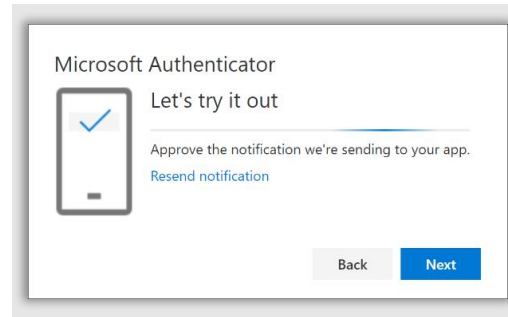 Microsoft Authenticator
Let's try it out
Approve the notification we're sending to your app.
Resend notification
Back
Next